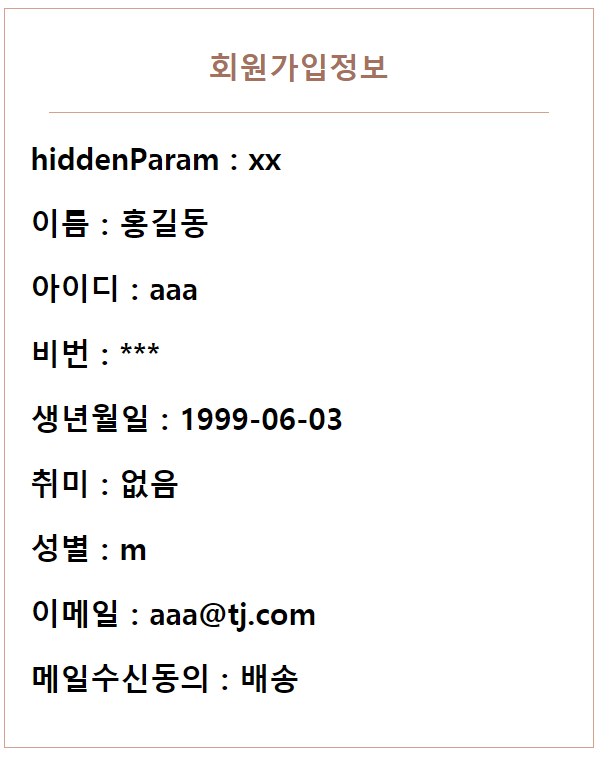 회원가입정보
hiddenParam : xx
이틈 : 홍길동
아이디 : aaa
비번 : ***
생년월일 : 1999-06-03
취미 : 없음
성별 : m
이메일 : aaa@tj.com
메일수신동의 : 배송